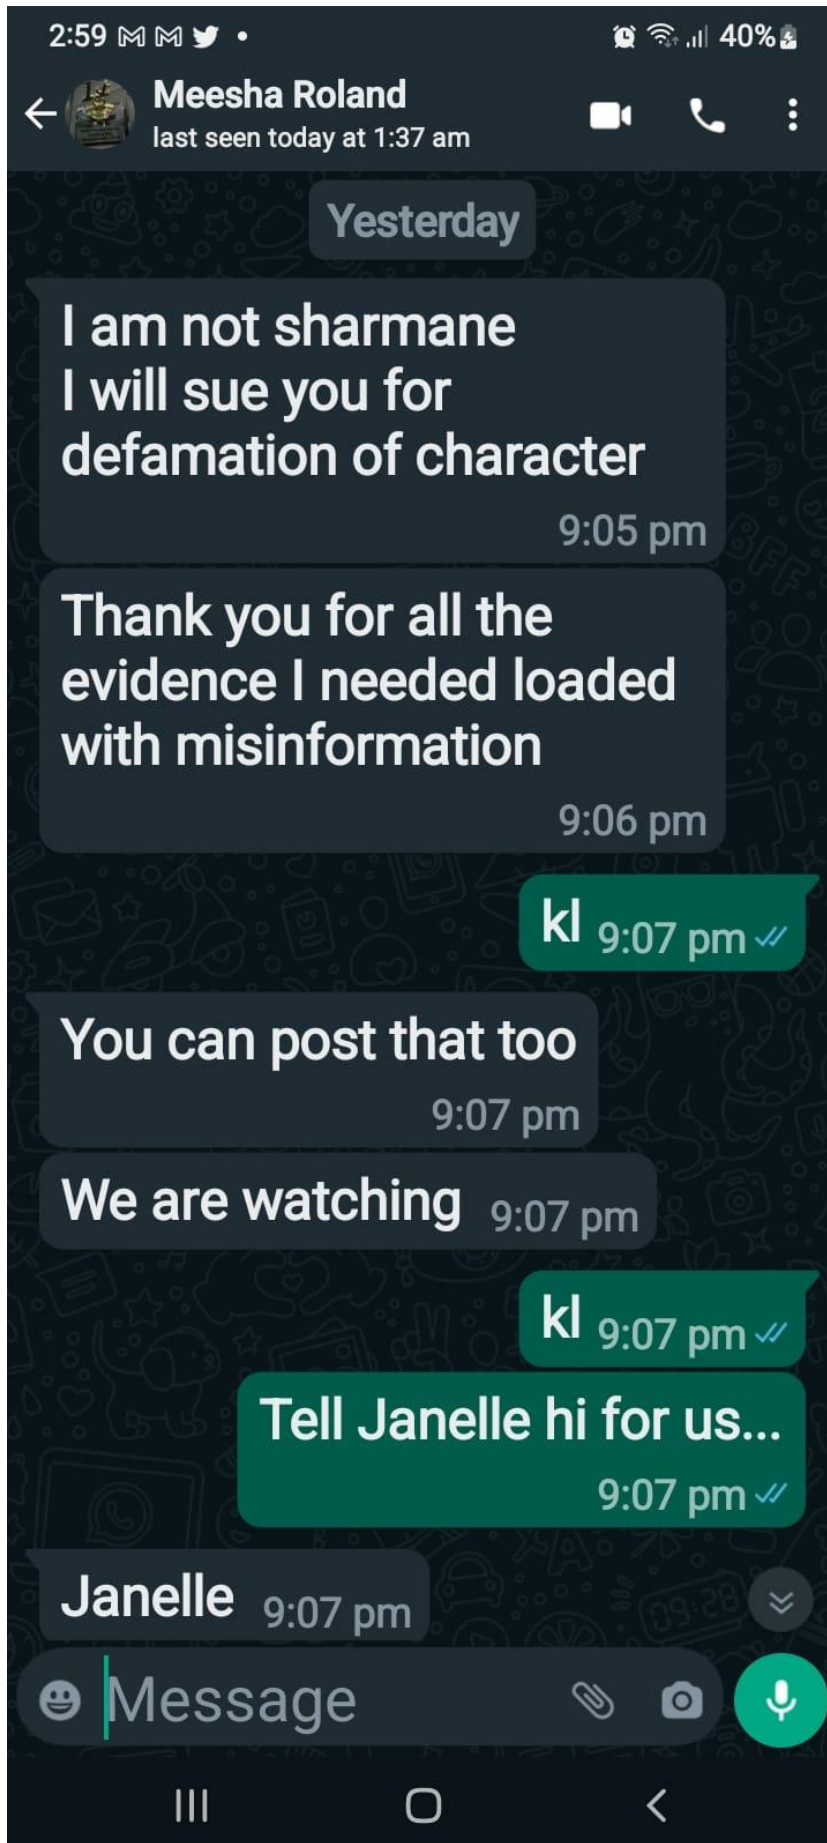 2:59
40%
Meesha Roland
last seen today at 1:37 am
Yesterday
I am not sharmane
I will sue you for
defamation of character
9:05 pm
Thank you for all the
evidence I needed loaded
with misinformation
9:06 pm
kl 9:07 pm
You can post that too
9:07 pm
We are watching 9:07 pm
kl 9:07 pm
Tell Janelle hi for us...
9:07 pm
Janelle 9:07 pm
Message